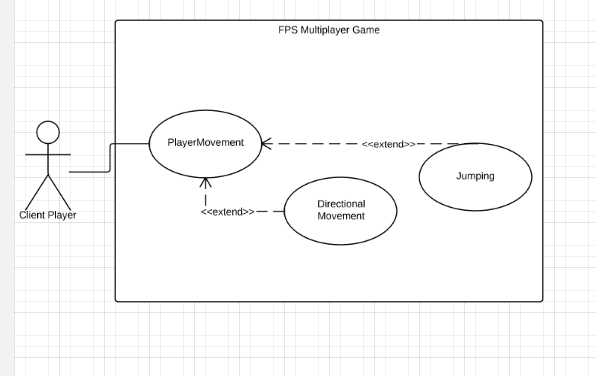 FPS Multiplayer Game
PlayerMovement
<<extend>>
Jumping
Client Player
<<extend>>
Directional
Movement